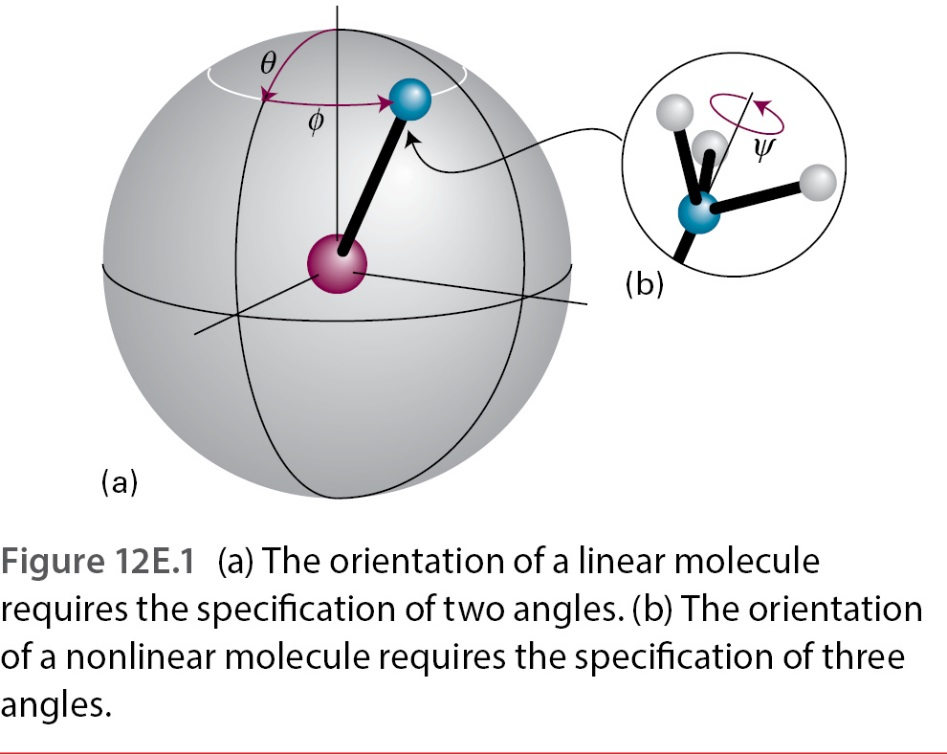 θ
ϕ
ψ
(b)
(a)
Figure 12E.1 (a) The orientation of a linear molecule
requires the specification of two angles. (b) The orientation
of a nonlinear molecule requires the specification of three
angles.